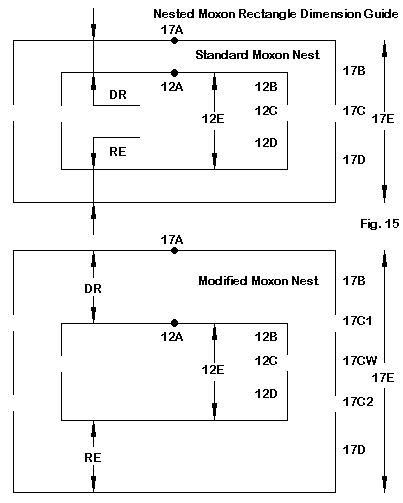 Nested Moxon Rectangle Dimension Guide
17A
Standard Moxon Nest
17B
DR
12A
12B
12E
12C
17C
17E
RE
12D
17D
Fig. 15
17A
Modified Moxon Nest
17B
DR
17C1
12A
12B
12E
12C
17CW
17E
12D
17C2
RE
17D